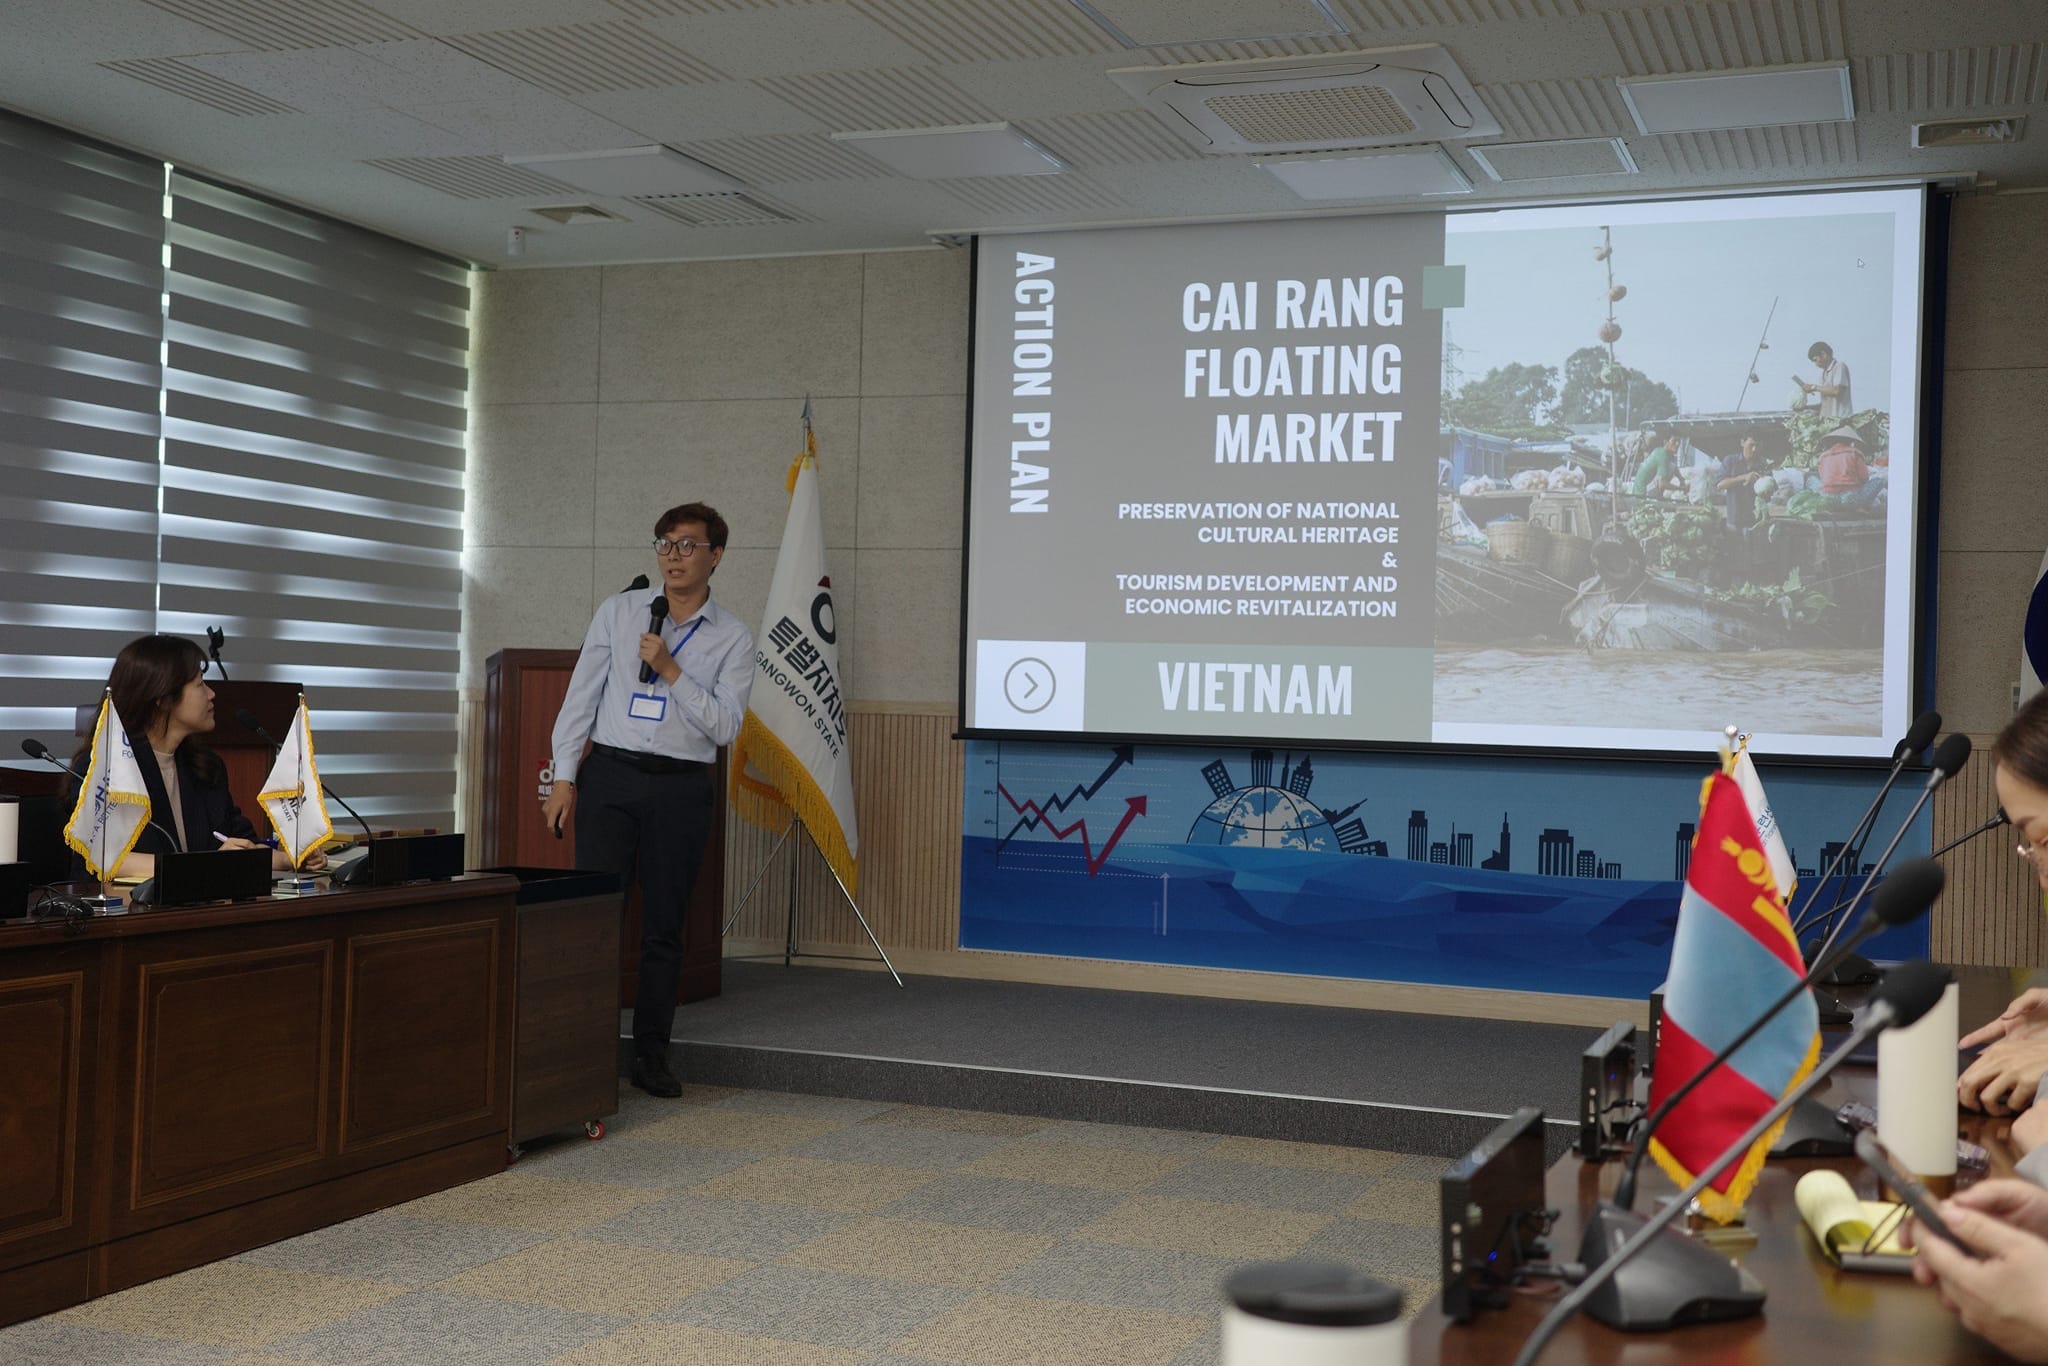 ACTION PLAN
CAI RANG
FLOATING
MARKET
PRESERVATION OF NATIONAL
CULTURAL HERITAGE
&
TOURISM DEVELOPMENT AND
ECONOMIC REVITALIZATION
VIETNAM
특별자치도
GANGWON STATE